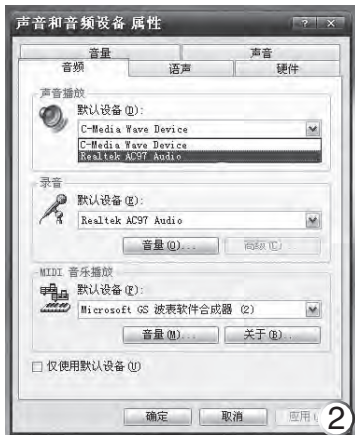 声音和音频设备 属性
音量
声音
音频
语声
硬件
声音播放
默认设备(D):
C-Media Wave Device
C-Media Wave Device
Realtek AC97 Audio
录音
默认设备(E):
Realtek AC97 Audio
音量(O)...
高级(C)
MIDI 音乐播放
默认设备(F):
Microsoft GS 波表软件合成器 (2)
音量(M)...
关于(B)..
仅使用默认设备(U)
确定
取消
应用(
2